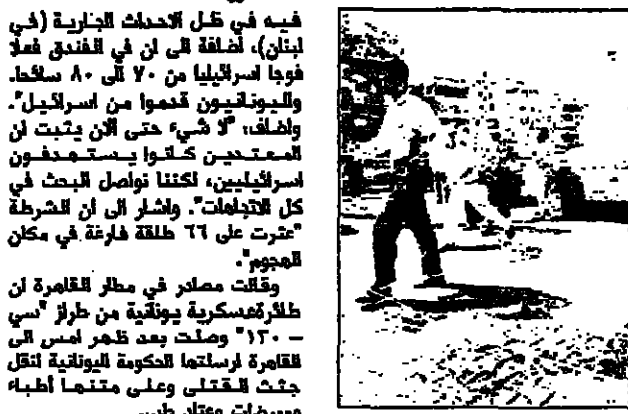 فيه في ظل الاحداث الجارية (في
لبنان)، اضافة الى ان في الفندق فعلا
فوجا اسرائيليا من ٧٠ الى ٨٠ سائحا.
واليونانيون قدموا من اسرائيل".
واضاف: "لا شيء حتى الان يثبت ان
المعتدين كانوا يستهدفون
اسرائيليين، لكننا نواصل البحث في
كل الاتجاهات". واشار الى ان الشرطة
"عثرت على ٦٦ طلقة فارغة في مكان
الهجوم".
وقالت مصادر في مطار القاهرة ان
طائرة عسكرية يونانية من طراز "سي
– ١٣٠" وصلت بعد ظهر امس الى
القاهرة ارسلتها الحكومة اليونانية لنقل
جثث القتلى وعلى متنها أطباء